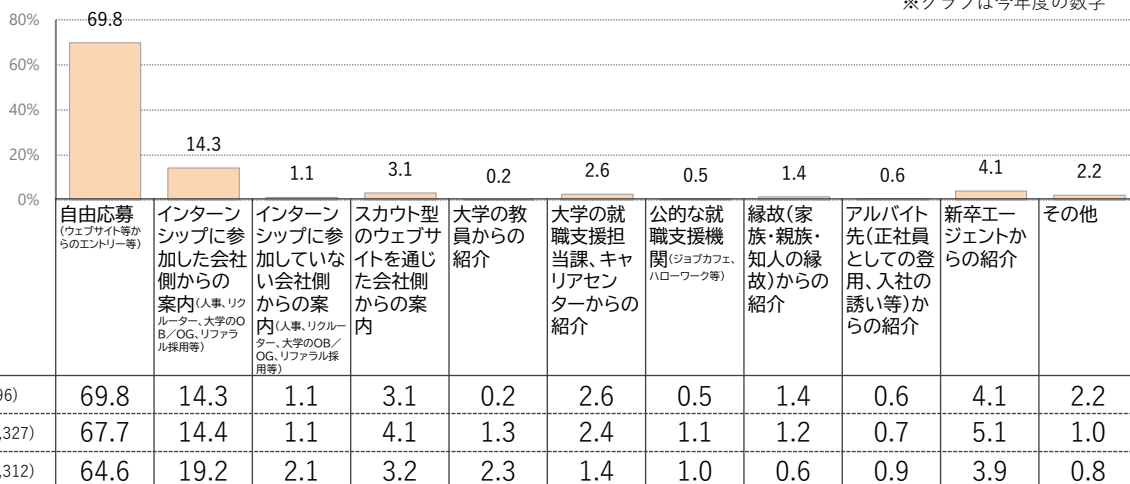 ※グラフは今年度の数字
80%
60%
40%
20%
0%
69.8
14.3
1.1
3.1
0.2
2.6
0.5
1.4
0.6
4.1
2.2
自由応募
(ウェブサイト等か
らのエントリー等)
インターン
シップに参
加した会社
側からの
案内(人事、リク
ルーター、大学のO
B/OG、リファラ
ル採用等)
インターン
シップに参
加していな
い会社側
からの案
内(人事、リクルー
ター、大学のOB/
OG、リファラル採
用等)
スカウト型
のウェブサ
イトを通じ
た会社側
からの案
内
大学の教
員からの
紹介
大学の就
職支援担
当課、キャ
リアセン
ターからの
紹介
公的な就
職支援機
関(ジョブカフェ、
ハローワーク等)
縁故(家
族・親族・
知人の縁
故)からの
紹介
アルバイト
先(正社員
としての登
用、入社の
誘い等)か
らの紹介
新卒エー
ジェントか
らの紹介
その他
96) 69.8 14.3 1.1 3.1 0.2 2.6 0.5 1.4 0.6 4.1 2.2
,327) 67.7 14.4 1.1 4.1 1.3 2.4 1.1 1.2 0.7 5.1 1.0
,312) 64.6 19.2 2.1 3.2 2.3 1.4 1.0 0.6 0.9 3.9 0.8